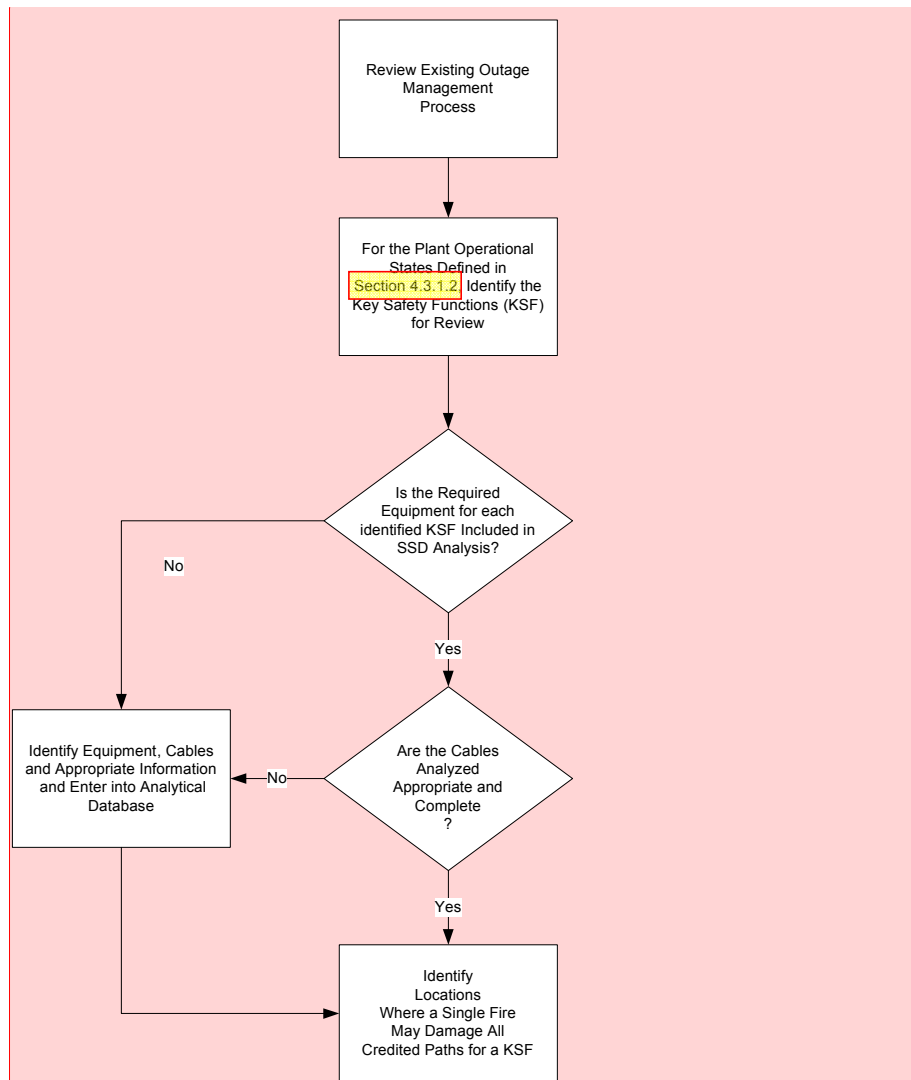 Review Existing Outage
Management
Process
For the Plant Operational
States Defined in
Section 4.3.1.2, Identify the
Key Safety Functions (KSF)
for Review
Is the Required
Equipment for each
identified KSF Included in
SSD Analysis?
No
Yes
Identify Equipment, Cables
and Appropriate Information
and Enter into Analytical
Database
No
Are the Cables
Analyzed
Appropriate and
Complete
?
Yes
Identify
Locations
Where a Single Fire
May Damage All
Credited Paths for a KSF